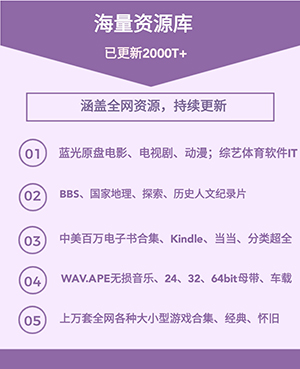 海量资源库
已更新2000T+
涵盖全网资源，持续更新
01 蓝光原盘电影、电视剧、动漫；综艺体育软件IT
02 BBS、国家地理、探索、历史人文纪录片
03 中美百万电子书合集、Kindle、当当、分类超全
04 WAV.APE无损音乐、24、32、64bit母带、车载
05 上万套全网各种大小型游戏合集、经典、怀旧